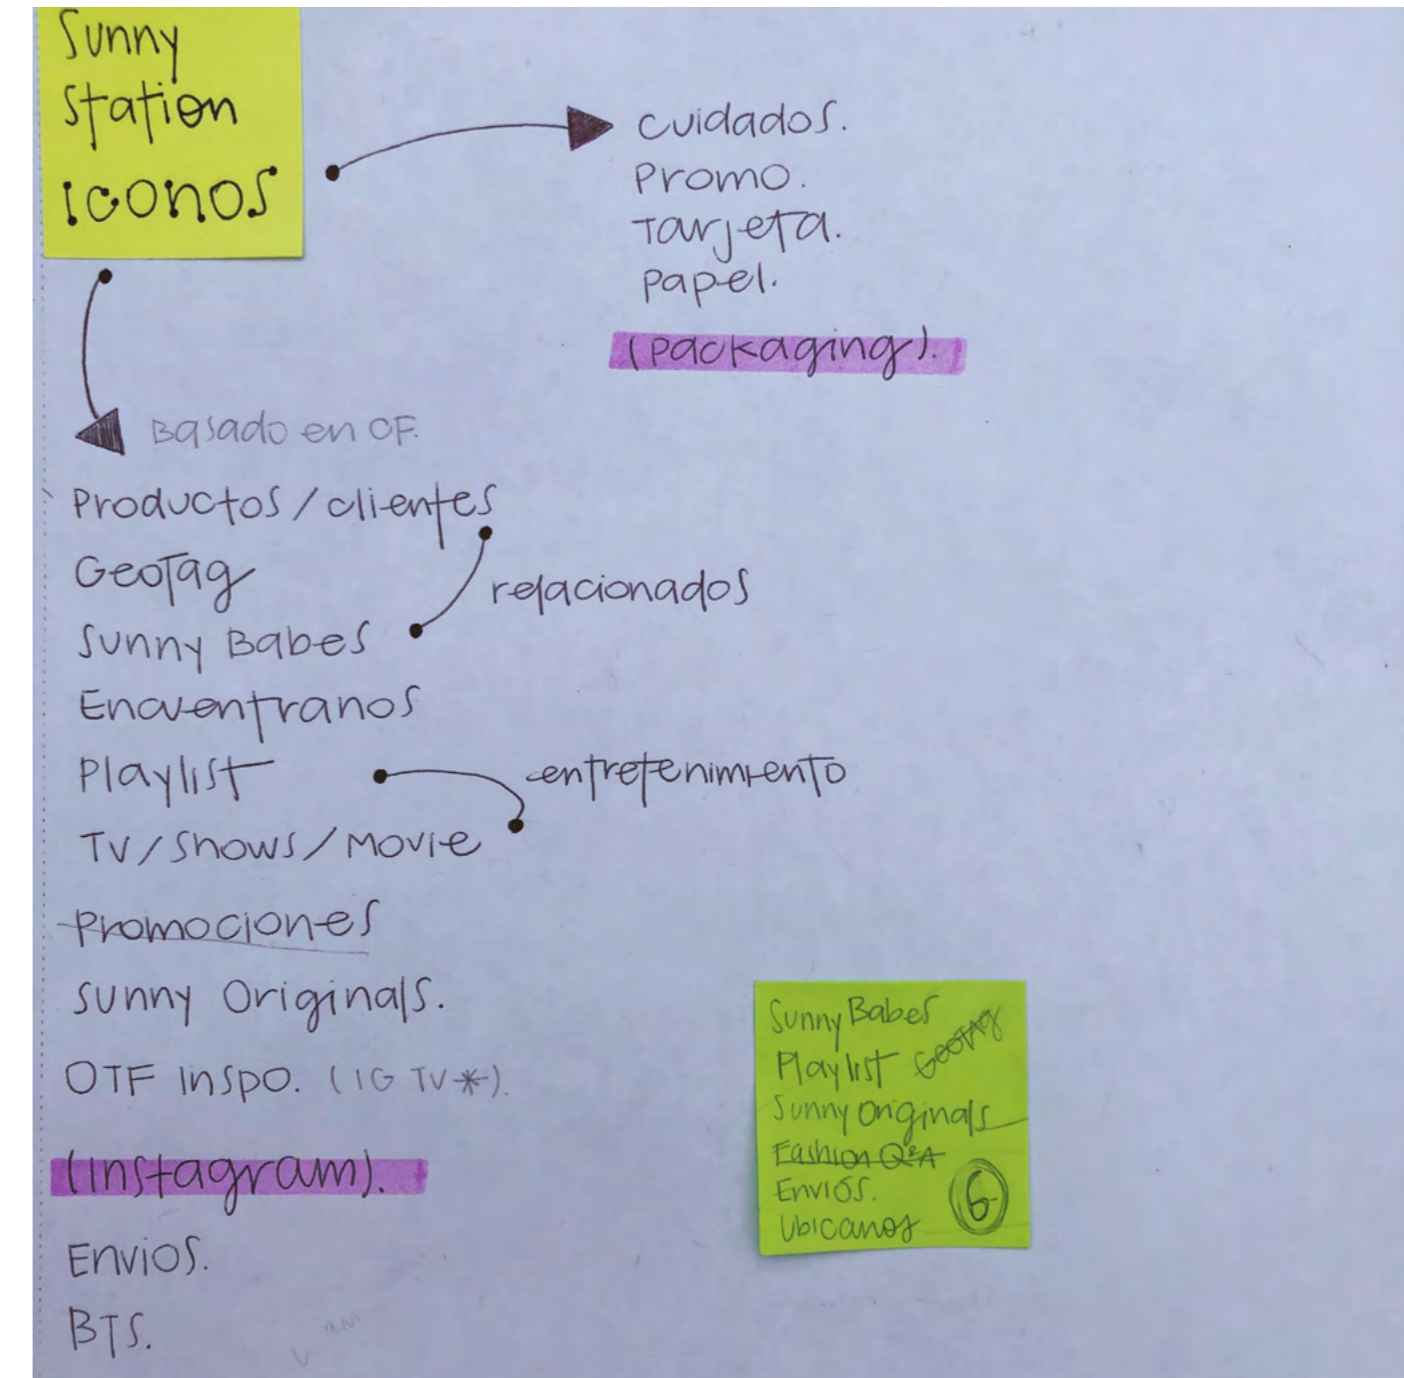 Sunny
Station
iconos
cuidados.
Promo.
Tarjeta.
papel.
(packaging).
Basado en CF.
Productos/clientes
GeoTag
relacionados
Sunny Babes
Encuentranos
Playlist
entretenimiento
TV/Shows/Movie
Promociones
Sunny Originals.
OTF Inspo. (IG TV*).
(instagram).
Envios.
BTS.
Sunny Babes
Playlist GeoTag
Sunny Originals
Fashion Q&A
Envios.
Ubicanos
6